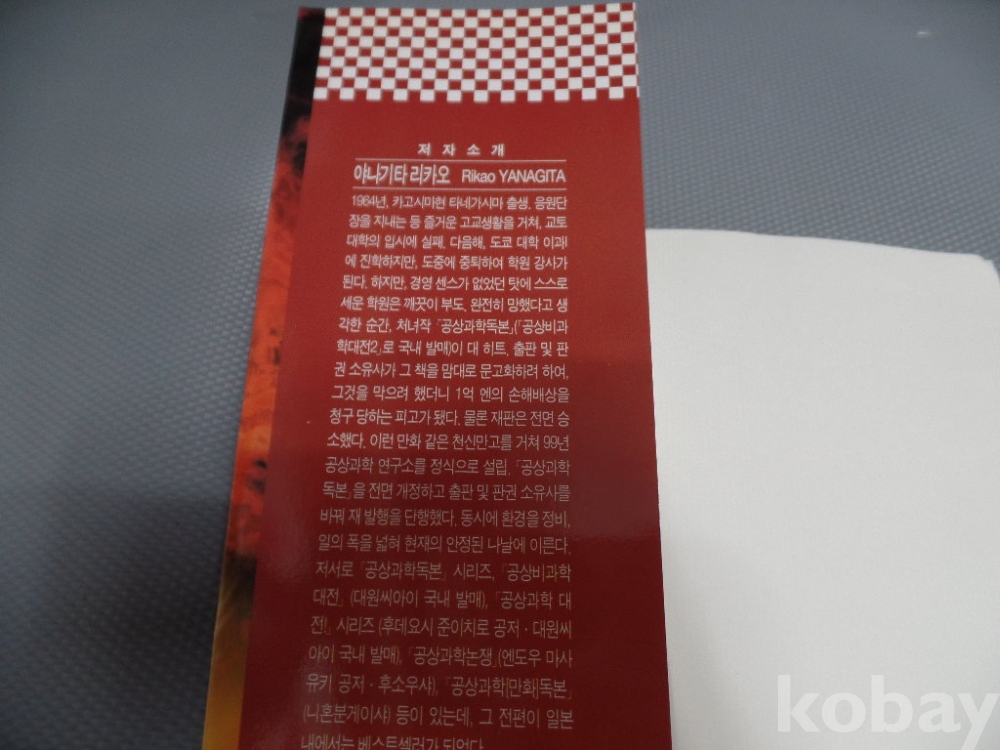 저 자 소 개
야나기타 리카오 Rikao YANAGITA
1964년, 카고시마현 타네가시마 출생. 응원단
장을 지내는 등 즐거운 고교생활을 거쳐, 교토
대학의 입시에 실패. 다음해, 도쿄 대학 이과I
에 진학하지만, 도중에 중퇴하여 학원 강사가
된다. 하지만, 경영 센스가 없었던 탓에 스스로
세운 학원은 깨끗이 부도. 완전히 망했다고 생
각한 순간, 처녀작 「공상과학독본」(「공상비과
학대전2」로 국내 발매)이 대 히트. 출판 및 판
권 소유사가 그 책을 맘대로 문고화하려 하여,
그것을 막으려 했더니 1억 엔의 손해배상을
청구 당하는 피고가 됐다. 물론 재판은 전면 승
소했다. 이런 만화 같은 천신만고를 거쳐 99년
공상과학 연구소를 정식으로 설립. 「공상과학
독본」을 전면 개정하고 출판 및 판권 소유사를
바꿔 재 발행을 단행했다. 동시에 환경을 정비,
일의 폭을 넓혀 현재의 안정된 나날에 이른다.
저서로 「공상과학독본」 시리즈, 「공상비과학
대전」 (대원씨아이 국내 발매), 「공상과학 대
전!」 시리즈 (후데요시 준이치로 공저 · 대원씨
아이 국내 발매), 「공상과학논쟁」(엔도우 마사
유키 공저 · 후소우샤), 「공상과학[만화]독본」
(니혼분게이샤) 등이 있는데, 그 전편이 일본
내에서는 베스트셀러가 되었다.
kobay